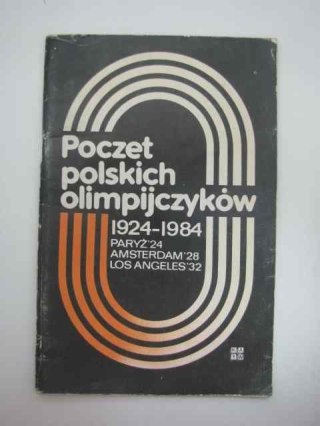 Poczet
polskich
olimpijczyków
1924-1984
PARYŻ'24
AMSTERDAM'28
LOS ANGELES'32